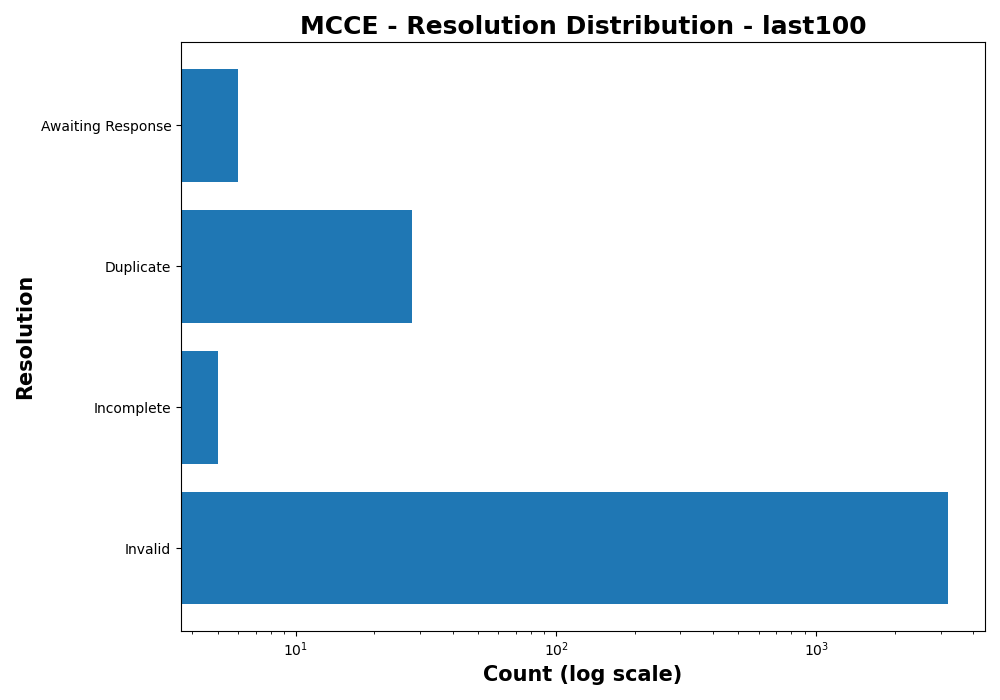 MCCE - Resolution Distribution - last100
Awaiting Response
Duplicate
Incomplete
Invalid
Resolution
10¹
10²
10³
Count (log scale)